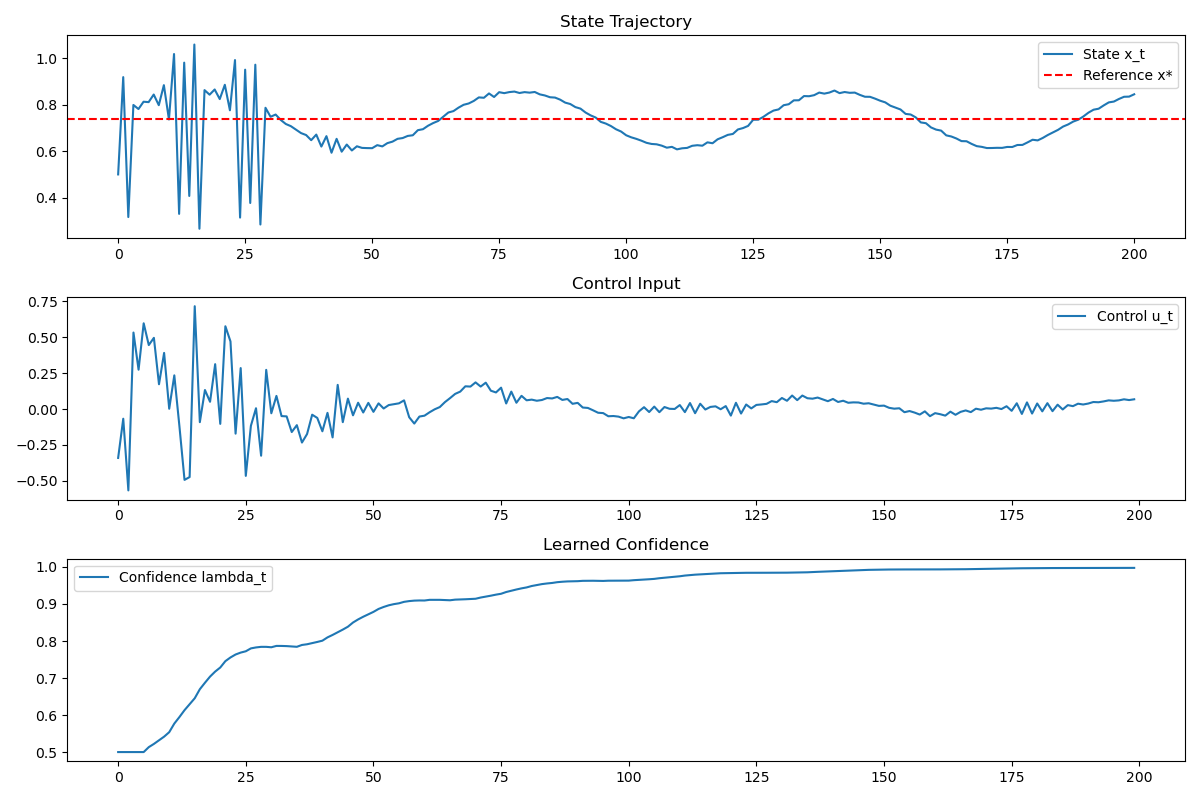 State Trajectory
State x_t
Reference x*
1.0
0.8
0.6
0.4
0 25 50 75 100 125 150 175 200
Control Input
Control u_t
0.75
0.50
0.25
0.00
−0.25
−0.50
0 25 50 75 100 125 150 175 200
Learned Confidence
Confidence lambda_t
1.0
0.9
0.8
0.7
0.6
0.5
0 25 50 75 100 125 150 175 200